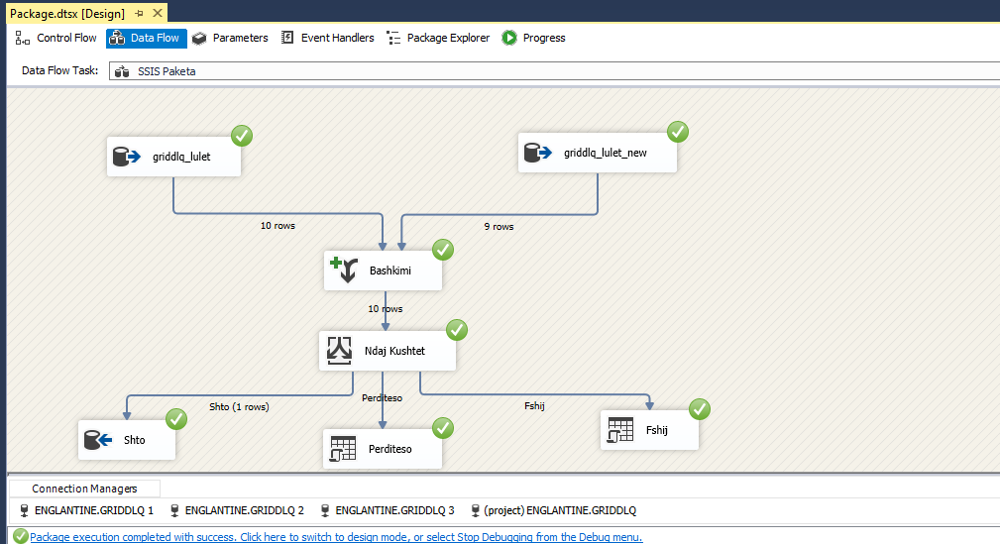 Package.dtsx [Design]
Control Flow
Data Flow
Parameters
Event Handlers
Package Explorer
Progress
Data Flow Task:
SSIS Paketa
griddlq_lulet
griddlq_lulet_new
10 rows
9 rows
Bashkimi
10 rows
Ndaj Kushtet
Shto (1 rows)
Perditeso
Fshij
Shto
Perditeso
Fshij
Connection Managers
ENGLANTINE.GRIDDLQ 1
ENGLANTINE.GRIDDLQ 2
ENGLANTINE.GRIDDLQ 3
(project) ENGLANTINE.GRIDDLQ
Package execution completed with success. Click here to switch to design mode, or select Stop Debugging from the Debug menu.